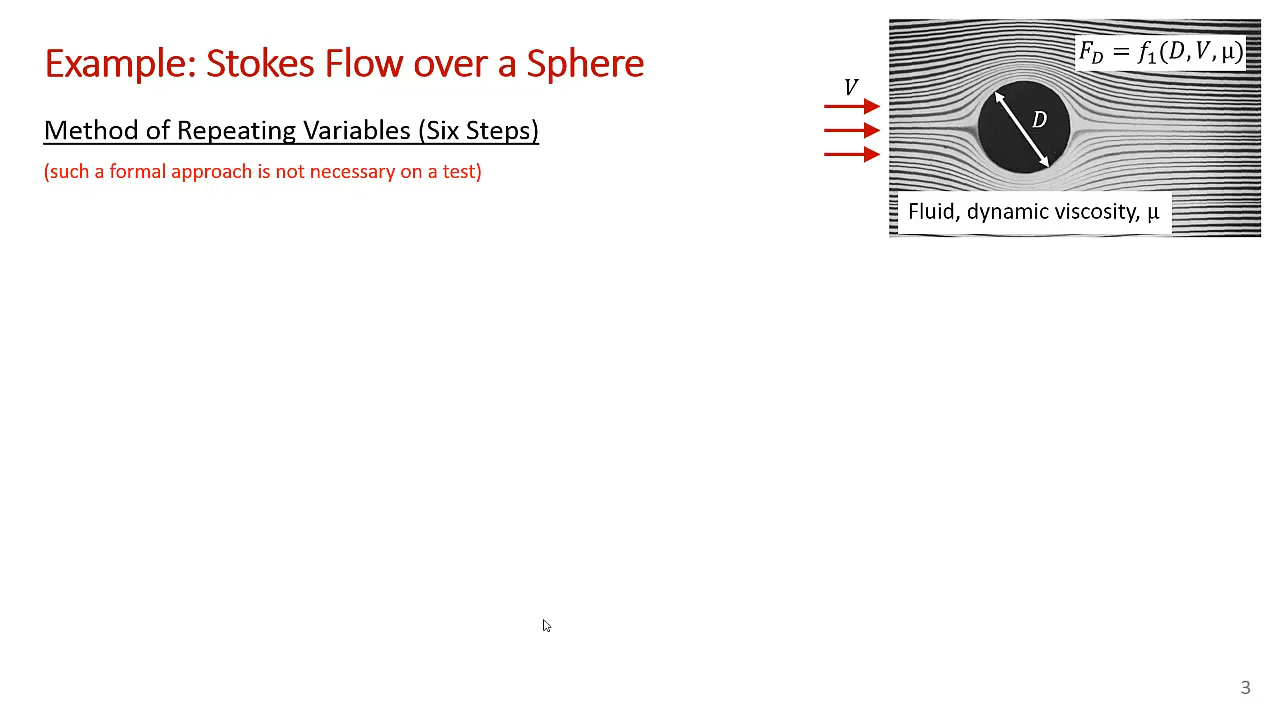 Example: Stokes Flow over a Sphere
Method of Repeating Variables (Six Steps)
(such a formal approach is not necessary on a test)
V
F_D = f_1(D, V, μ)
D
Fluid, dynamic viscosity, μ
3